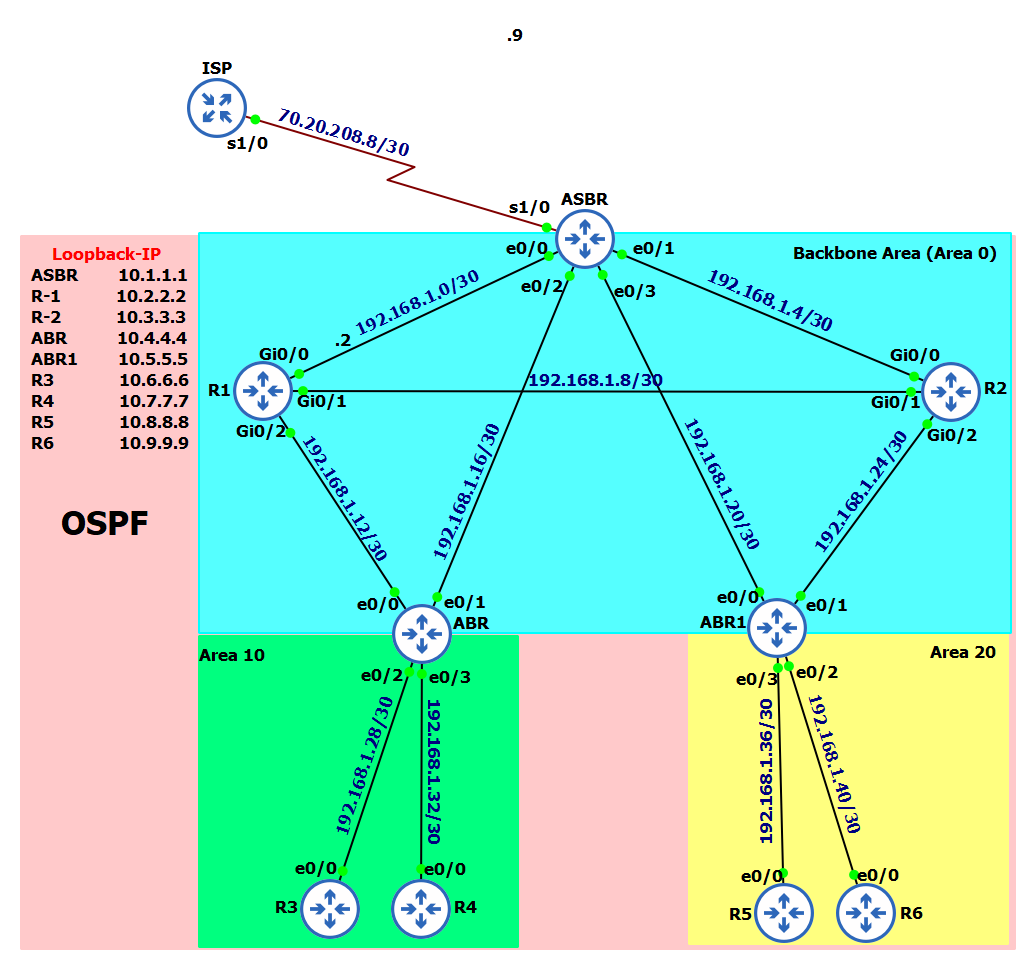 .9
ISP
70.20.208.8/30
s1/0
s1/0
ASBR
Loopback-IP
ASBR 10.1.1.1
R-1 10.2.2.2
R-2 10.3.3.3
ABR 10.4.4.4
ABR1 10.5.5.5
R3 10.6.6.6
R4 10.7.7.7
R5 10.8.8.8
R6 10.9.9.9
OSPF
Backbone Area (Area 0)
e0/0
e0/1
e0/2
e0/3
192.168.1.0/30
192.168.1.4/30
.2
Gi0/0
Gi0/0
R1
192.168.1.8/30
R2
Gi0/1
Gi0/1
Gi0/2
Gi0/2
192.168.1.12/30
192.168.1.16/30
192.168.1.20/30
192.168.1.24/30
e0/0
e0/1
ABR
e0/0
e0/1
ABR1
Area 10
Area 20
e0/2
e0/3
e0/3
e0/2
192.168.1.28/30
192.168.1.32/30
192.168.1.36/30
192.168.1.40/30
e0/0
e0/0
e0/0
e0/0
R3
R4
R5
R6